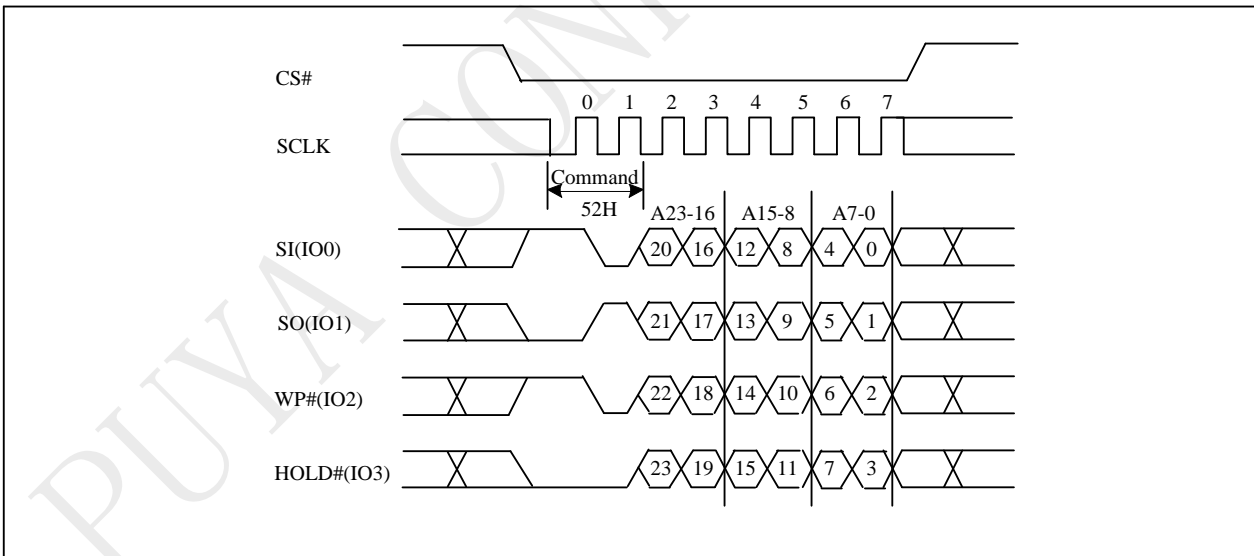 PUYA CONF
CS#
0 1 2 3 4 5 6 7
SCLK
Command
52H
A23-16 A15-8 A7-0
SI(IO0) 20 16 12 8 4 0
SO(IO1) 21 17 13 9 5 1
WP#(IO2) 22 18 14 10 6 2
HOLD#(IO3) 23 19 15 11 7 3